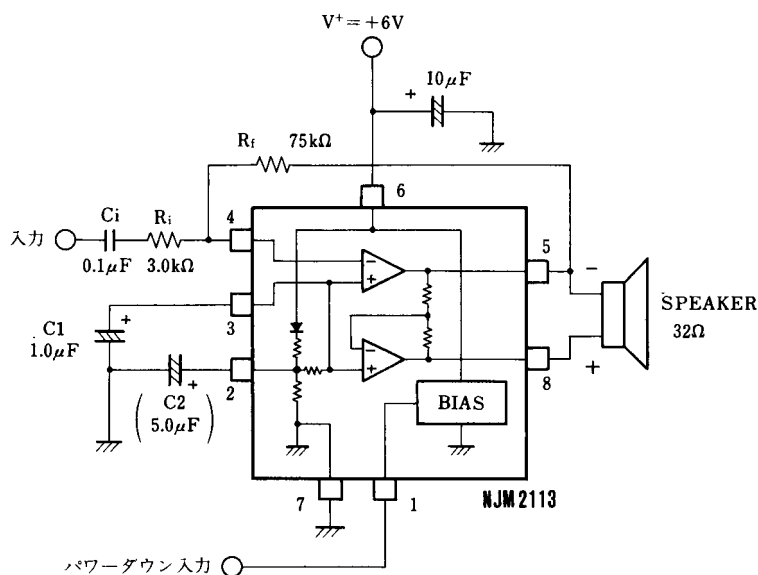 V⁺=+6V
+
10μF
Rf 75kΩ
6
Ci
Ri
4
5
入力
0.1μF 3.0kΩ
−
+
−
SPEAKER
32Ω
3
C1
1.0μF
+
−
+
8
+
2
C2
5.0μF
+
BIAS
7
1
NJM2113
パワーダウン入力